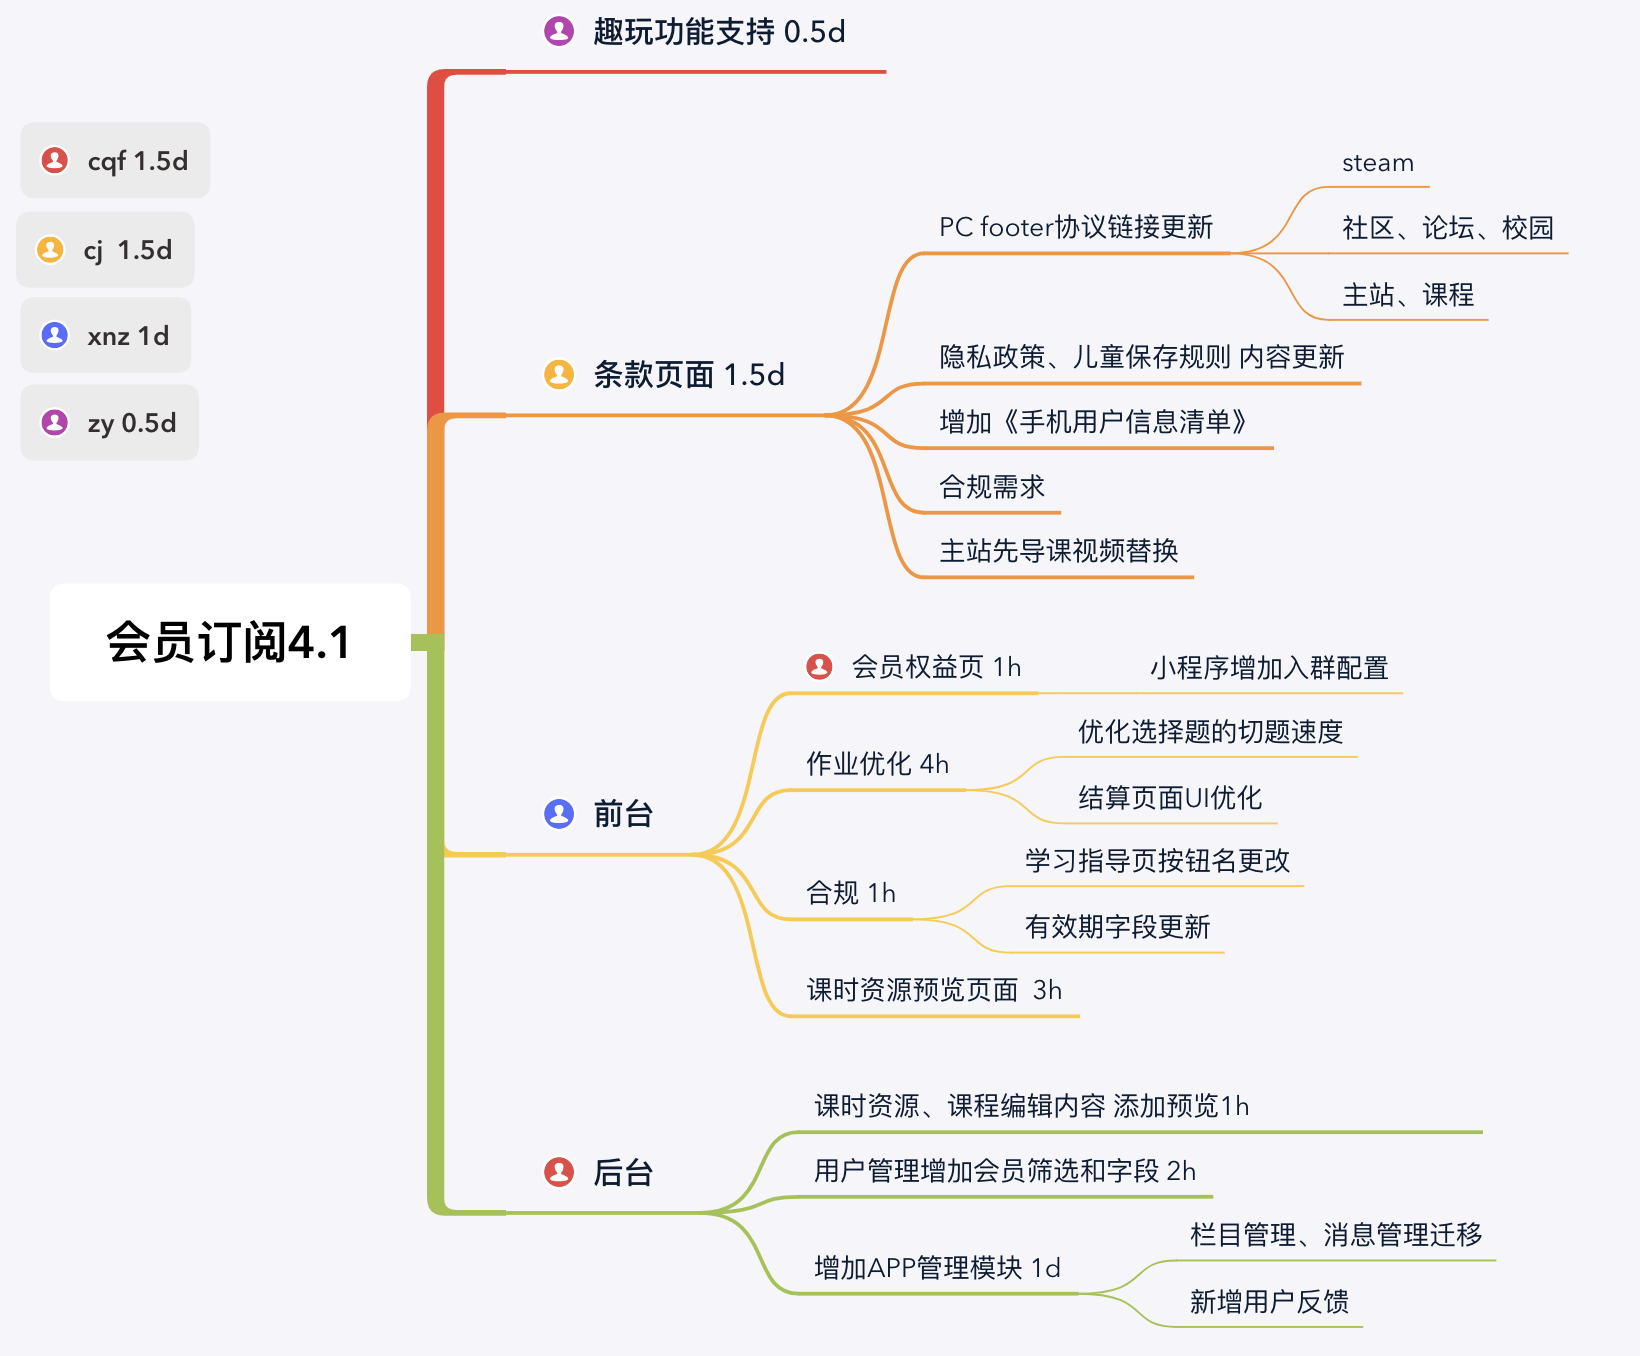 趣玩功能支持 0.5d
cqf 1.5d
cj 1.5d
xnz 1d
zy 0.5d
会员订阅4.1
条款页面 1.5d
PC footer协议链接更新
steam
社区、论坛、校园
主站、课程
隐私政策、儿童保存规则 内容更新
增加《手机用户信息清单》
合规需求
主站先导课视频替换
前台
会员权益页 1h
小程序增加入群配置
作业优化 4h
优化选择题的切题速度
结算页面UI优化
合规 1h
学习指导页按钮名更改
有效期字段更新
课时资源预览页面 3h
后台
课时资源、课程编辑内容 添加预览1h
用户管理增加会员筛选和字段 2h
增加APP管理模块 1d
栏目管理、消息管理迁移
新增用户反馈